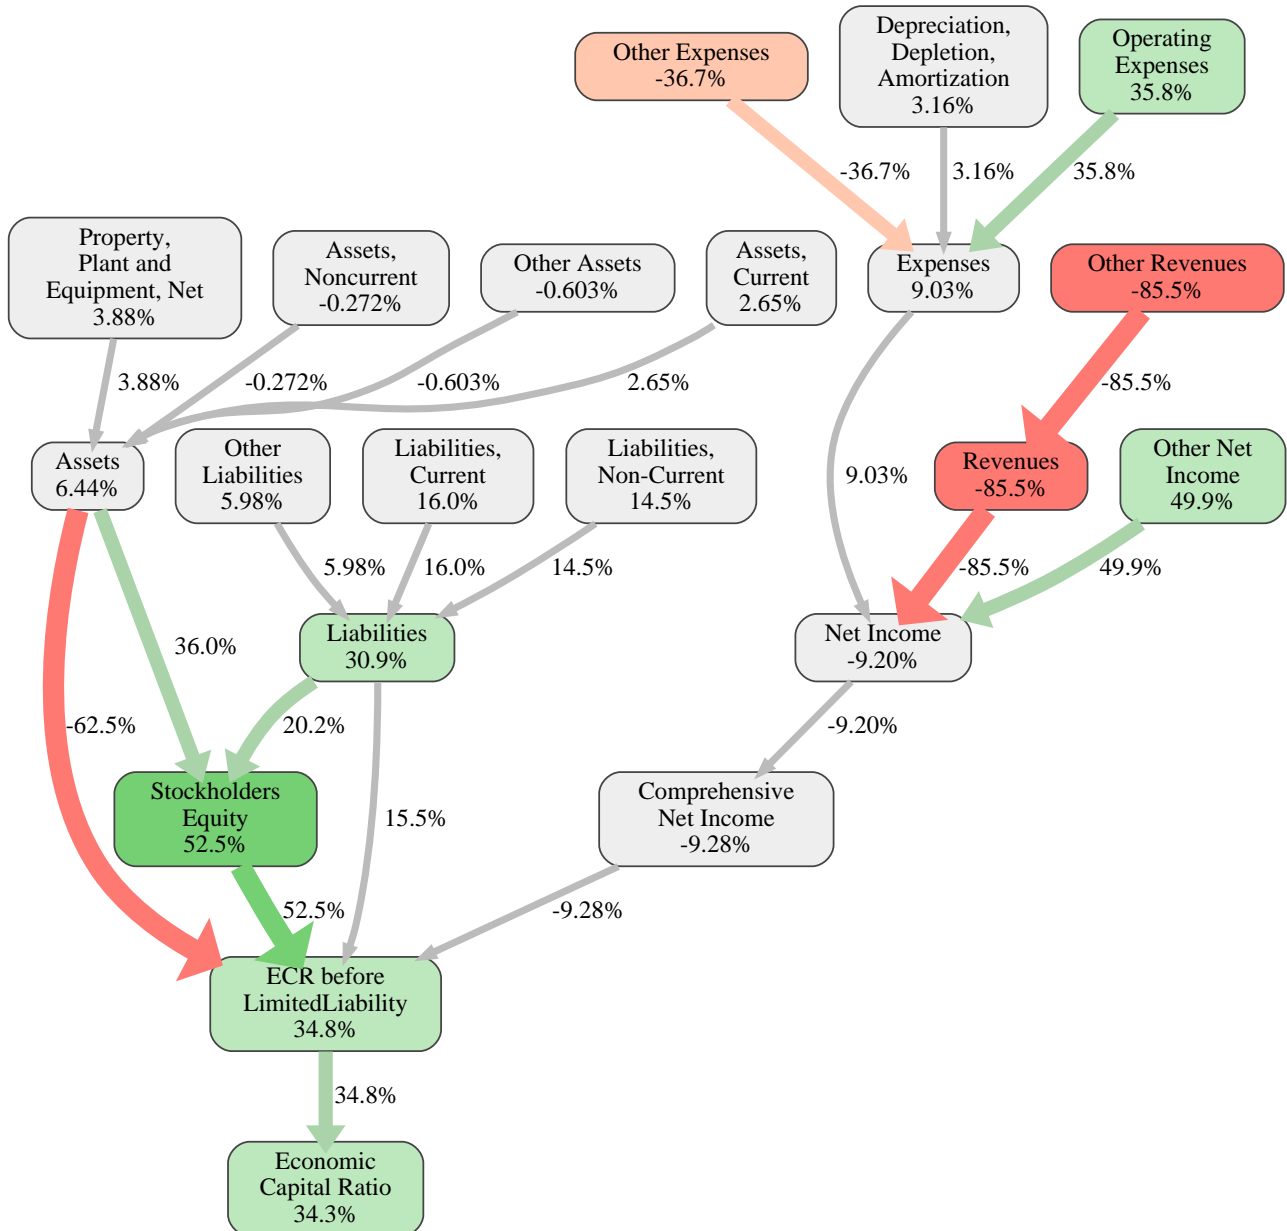 Other Expenses
-36.7%
Depreciation,
Depletion,
Amortization
3.16%
Operating
Expenses
35.8%
-36.7%
3.16%
35.8%
Property,
Plant and
Equipment, Net
3.88%
Assets,
Noncurrent
-0.272%
Other Assets
-0.603%
Assets,
Current
2.65%
Expenses
9.03%
Other Revenues
-85.5%
3.88%
-0.272%
-0.603%
2.65%
-85.5%
Assets
6.44%
Other
Liabilities
5.98%
Liabilities,
Current
16.0%
Liabilities,
Non-Current
14.5%
9.03%
Revenues
-85.5%
Other Net
Income
49.9%
5.98%
16.0%
14.5%
-85.5%
49.9%
36.0%
Liabilities
30.9%
Net Income
-9.20%
-62.5%
20.2%
-9.20%
Stockholders
Equity
52.5%
15.5%
Comprehensive
Net Income
-9.28%
52.5%
-9.28%
ECR before
LimitedLiability
34.8%
34.8%
Economic
Capital Ratio
34.3%